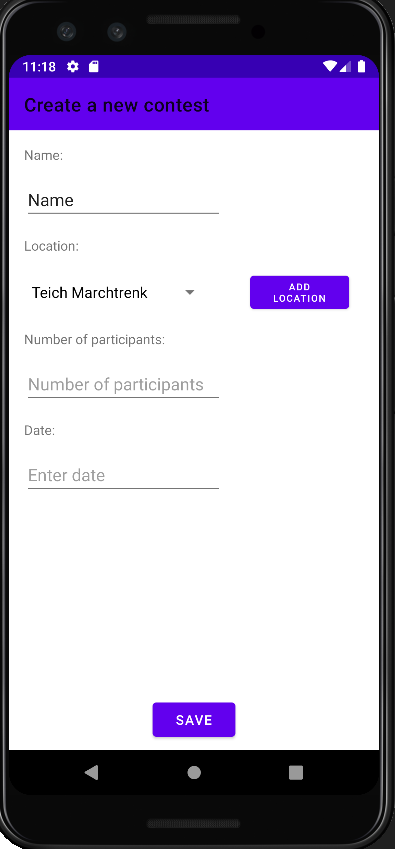 11:18
Create a new contest
Name:
Name
Location:
Teich Marchtrenk
ADD
LOCATION
Number of participants:
Number of participants
Date:
Enter date
SAVE